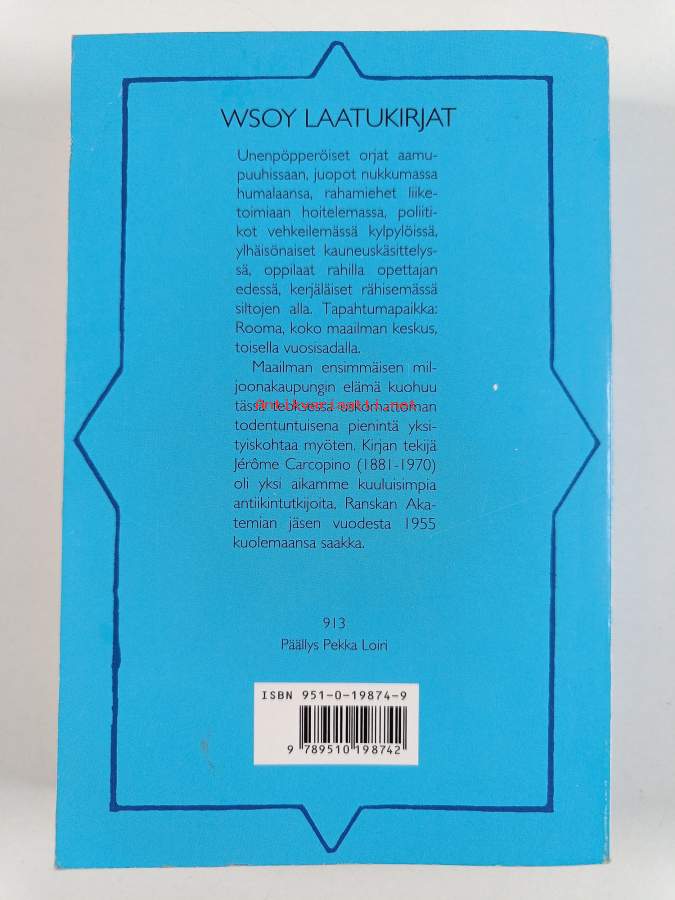 WSOY LAATUKIRJAT
Unenpöpperöiset orjat aamu-
puuhissaan, juopot nukkumassa
humalaansa, rahamiehet liike-
toimiaan hoitelemassa, poliiti-
kot vehkeilemässä kylpylöissä,
ylhäisönaiset kauneuskäsittelys-
sä, oppilaat rahilla opettajan
edessä, kerjäläiset rähisemässä
siltojen alla. Tapahtumapaikka:
Rooma, koko maailman keskus,
toisella vuosisadalla.
Maailman ensimmäisen mil-
joonakaupungin elämä kuohuu
tässä teoksessa uskomattoman
Antikvariaatti.net
todentuntuisena pienintä yksi-
tyiskohtaa myöten. Kirjan tekijä
Jérôme Carcopino (1881-1970)
oli yksi aikamme kuuluisimpia
antiikintutkijoita, Ranskan Aka-
temian jäsen vuodesta 1955
kuolemaansa saakka.
913
Päällys Pekka Loiri
ISBN 951-0-19874-9
9 789510 198742